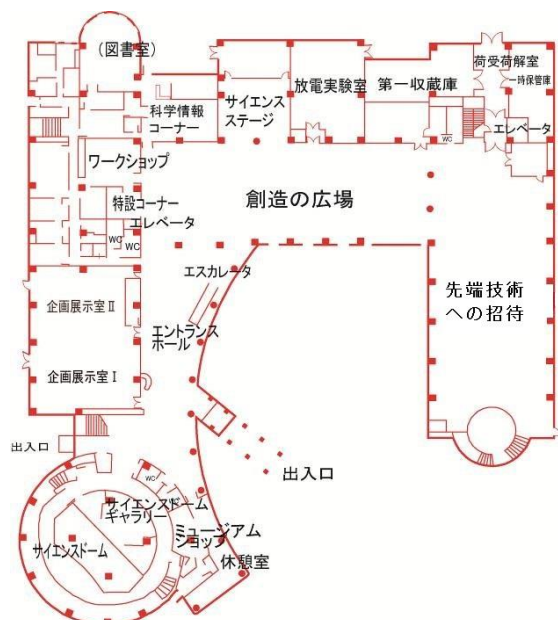 (図書室)
科学情報
コーナー
サイエンス
ステージ
放電実験室
第一収蔵庫
荷受荷解室
一時保管庫
エレベータ
WC
ワークショップ
特設コーナー
エレベータ
WC
WC
創造の広場
エスカレータ
先端技術
への招待
企画展示室Ⅱ
エントランス
ホール
企画展示室Ⅰ
出入口
出入口
WC
サイエンスドーム
ギャラリー
サイエンスドーム
ミュージアム
ショップ
休憩室